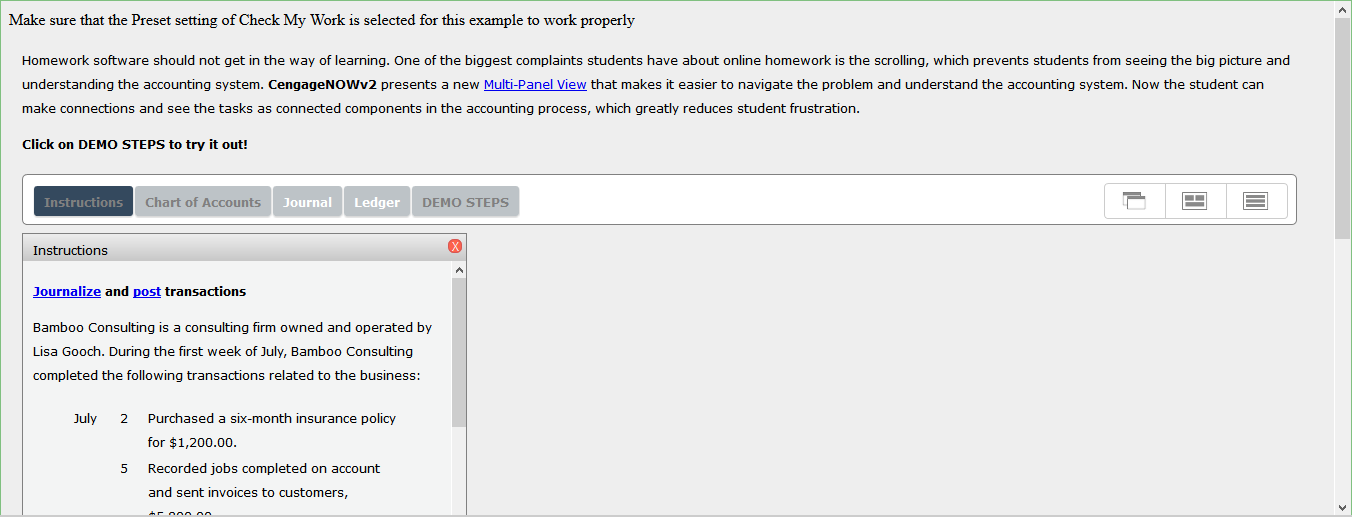 Make sure that the Preset setting of Check My Work is selected for this example to work properly
Homework software should not get in the way of learning. One of the biggest complaints students have about online homework is the scrolling, which prevents students from seeing the big picture and
understanding the accounting system. CengageNOWv2 presents a new Multi-Panel View that makes it easier to navigate the problem and understand the accounting system. Now the student can
make connections and see the tasks as connected components in the accounting process, which greatly reduces student frustration.
Click on DEMO STEPS to try it out!
Instructions Chart of Accounts Journal Ledger DEMO STEPS
Instructions X
Journalize and post transactions
Bamboo Consulting is a consulting firm owned and operated by
Lisa Gooch. During the first week of July, Bamboo Consulting
completed the following transactions related to the business:
July 2 Purchased a six-month insurance policy
for $1,200.00.
5 Recorded jobs completed on account
and sent invoices to customers,